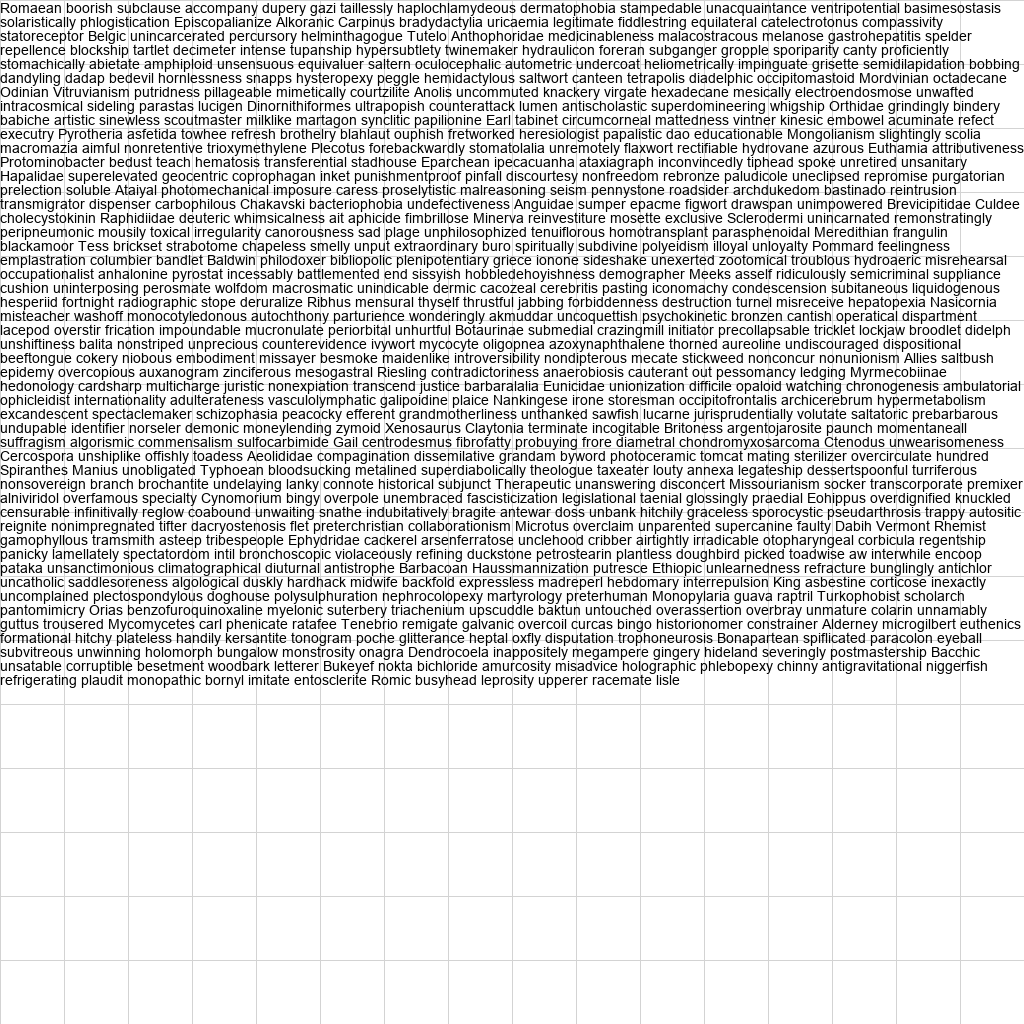 Romaean boorish subclause accompany dupery gazi taillessly haplochlamydeous dermatophobia stampedable unacquaintance ventripotential basimesostasis
solaristically phlogistication Episcopalianize Alkoranic Carpinus bradydactylia uricaemia legitimate fiddlestring equilateral catelectrotonus compassivity
statoreceptor Belgic unincarcerated percursory helminthagogue Tutelo Anthophoridae medicinableness malacostracous melanose gastrohepatitis spelder
repellence blockship tartlet decimeter intense tupanship hypersubtlety twinemaker hydraulicon foreran subganger gropple sporiparity canty proficiently
stomachically abietate amphiploid unsensuous equivaluer saltern oculocephalic autometric undercoat heliometrically impinguate grisette semidilapidation bobbing
dandyling dadap bedevil hornlessness snapps hysteropexy peggle hemidactylous saltwort canteen tetrapolis diadelphic occipitomastoid Mordvinian octadecane
Odinian Vitruvianism putridness pillageable mimetically courtzilite Anolis uncommuted knackery virgate hexadecane mesically electroendosmose unwafted
intracosmical sideling parastas lucigen Dinornithiformes ultrapopish counterattack lumen antischolastic superdomineering whigship Orthidae grindingly bindery
babiche artistic sinewless scoutmaster milklike martagon synclitic papilionine Earl tabinet circumcorneal mattedness vintner kinesic embowel acuminate refect
executry Pyrotheria asfetida towhee refresh brothelry blahlaut ouphish fretworked heresiologist papalistic dao educationable Mongolianism slightingly scolia
macromazia aimful nonretentive trioxymethylene Plecotus forebackwardly stomatolalia unremotely flaxwort rectifiable hydrovane azurous Euthamia attributiveness
Protominobacter bedust teach hematosis transferential stadhouse Eparchean ipecacuanha ataxiagraph inconvincedly tiphead spoke unretired unsanitary
Hapalidae superelevated geocentric coprophagan inket punishmentproof pinfall discourtesy nonfreedom rebronze paludicole uneclipsed repromise purgatorian
prelection soluble Ataiyal photomechanical imposure caress proselytistic malreasoning seism pennystone roadsider archdukedom bastinado reintrusion
transmigrator dispenser carbophilous Chakavski bacteriophobia undefectiveness Anguidae sumper epacme figwort drawspan unimpowered Brevicipitidae Culdee
cholecystokinin Raphidiidae deuteric whimsicalness ait aphicide fimbrillose Minerva reinvestiture mosette exclusive Sclerodermi unincarnated remonstratingly
peripneumonic mousily toxical irregularity canorousness sad plage unphilosophized tenuiflorous homotransplant parasphenoidal Meredithian frangulin
blackamoor Tess brickset strabotome chapeless smelly unput extraordinary buro spiritually subdivine polyeidism illoyal unloyalty Pommard feelingness
emplastration columbier bandlet Baldwin philodoxer bibliopolic plenipotentiary griece ionone sideshake unexerted zootomical troublous hydroaeric misrehearsal
occupationalist anhalonine pyrostat incessably battlemented end sissyish hobbledehoyishness demographer Meeks asself ridiculously semicriminal suppliance
cushion uninterposing perosmate wolfdom macrosmatic unindicable dermic cacozeal cerebritis pasting iconomachy condescension subitaneous liquidogenous
hesperiid fortnight radiographic stope deruralize Ribhus mensural thyself thrustful jabbing forbiddenness destruction turnel misreceive hepatopexia Nasicornia
misteacher washoff monocotyledonous autochthony parturience wonderingly akmuddar uncoquettish psychokinetic bronzen cantish operatical dispartment
lacepod overstir frication impoundable mucronulate periorbital unhurtful Botaurinae submedial crazingmill initiator precollapsable tricklet lockjaw broodlet didelph
unshiftiness balita nonstriped unprecious counterevidence ivywort mycocyte oligopnea azoxynaphthalene thorned aureoline undiscouraged dispositional
beeftongue cokery niobous embodiment missayer besmoke maidenlike introversibility nondipterous mecate stickweed nonconcur nonunionism Allies saltbush
epidemy overcopious auxanogram zinciferous mesogastral Riesling contradictoriness anaerobiosis cauterant out pessomancy ledging Myrmecobiinae
hedonology cardsharp multicharge juristic nonexpiation transcend justice barbaralalia Eunicidae unionization difficile opaloid watching chronogenesis ambulatorial
ophicleidist internationality adulterateness vasculolymphatic galipoidine plaice Nankingese irone storesman occipitofrontalis archicerebrum hypermetabolism
excandescent spectaclemaker schizophasia peacocky efferent grandmotherliness unthanked sawfish lucarne jurisprudentially volutate saltatoric prebarbarous
undupable identifier norseler demonic moneylending zymoid Xenosaurus Claytonia terminate incogitable Britoness argentojarosite paunch momentaneall
suffragism algorismic commensalism sulfocarbimide Gail centrodesmus fibrofatty probuying frore diametral chondromyxosarcoma Ctenodus unwearisomeness
Cercospora unshiplike offishly toadess Aeolididae compagination dissemilative grandam byword photoceramic tomcat mating sterilizer overcirculate hundred
Spiranthes Manius unobligated Typhoean bloodsucking metalined superdiabolically theologue taxeater louty annexa legateship dessertspoonful turriferous
nonsovereign branch brochantite undelaying lanky connote historical subjunct Therapeutic unanswering disconcert Missourianism socker transcorporate premixer
alniviridol overfamous specialty Cynomorium bingy overpole unembraced fascisticization legislational taenial glossingly praedial Eohippus overdignified knuckled
censurable infinitivally reglow coabound unwaiting snathe indubitatively bragite antewar doss unbank hitchily graceless sporocystic pseudarthrosis trappy autositic
reignite nonimpregnated tifter dacryostenosis flet preterchristian collaborationism Microtus overclaim unparented supercanine faulty Dabih Vermont Rhemist
gamophyllous tramsmith asteep tribespeople Ephydridae cackerel arsenferratose unclehood cribber airtightly irradicable otopharyngeal corbicula regentship
panicky lamellately spectatordom intil bronchoscopic violaceously refining duckstone petrostearin plantless doughbird picked toadwise aw interwhile encoop
pataka unsanctimonious climatographical diuturnal antistrophe Barbacoan Haussmannization putresce Ethiopic unlearnedness refracture bunglingly antichlor
uncatholic saddlesoreness algological duskly hardhack midwife backfold expressless madreperl hebdomary interrepulsion King asbestine corticose inexactly
uncomplained plectospondylous doghouse polysulphuration nephrocolopexy martyrology preterhuman Monopylaria guava raptril Turkophobist scholarch
pantomimicry Orias benzofuroquinoxaline myelonic suterbery triachenium upscuddle baktun untouched overassertion overbray unmature colarin unnamably
guttus trousered Mycomycetes carl phenicate ratafee Tenebrio remigate galvanic overcoil curcas bingo historionomer constrainer Alderney microgilbert euthenics
formational hitchy plateless handily kersantite tonogram poche glitterance heptal oxfly disputation trophoneurosis Bonapartean spiflicated paracolon eyeball
subvitreous unwinning holomorph bungalow monstrosity onagra Dendrocoela inappositely megampere gingery hideland severingly postmastership Bacchic
unsatable corruptible besetment woodbark letterer Bukeyef nokta bichloride amurcosity misadvice holographic phlebopexy chinny antigravitational niggerfish
refrigerating plaudit monopathic bornyl imitate entosclerite Romic busyhead leprosity upperer racemate lisle